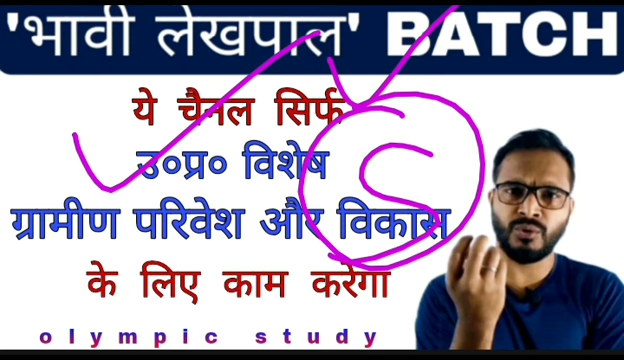 'भावी लेखपाल' BATCH
ये चैनल सिर्फ
उ०प्र० विशेष
ग्रामीण परिवेश और विकास
के लिए काम करेगा
olympic study